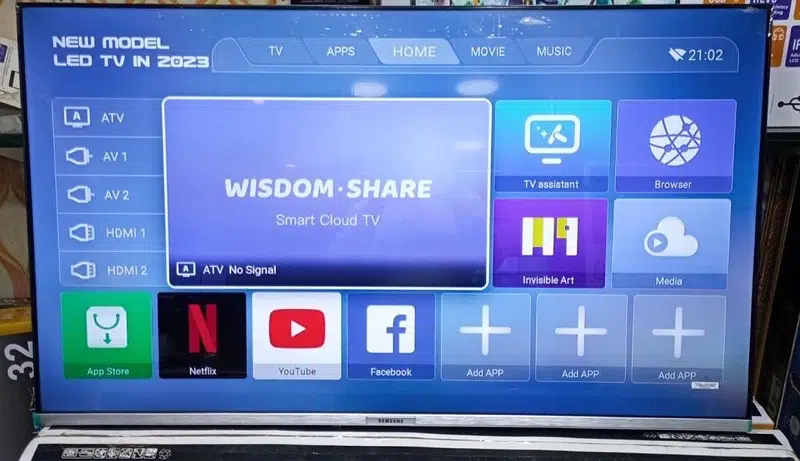 NEW MODEL
LED TV IN 2023
TV
APPS
HOME
MOVIE
MUSIC
21:02
ATV
AV 1
AV 2
HDMI 1
HDMI 2
WISDOM·SHARE
Smart Cloud TV
ATV No Signal
TV assistant
Browser
Invisible Art
Media
App Store
Netflix
YouTube
Facebook
Add APP
Add APP
Add APP
SAMSUNG
32